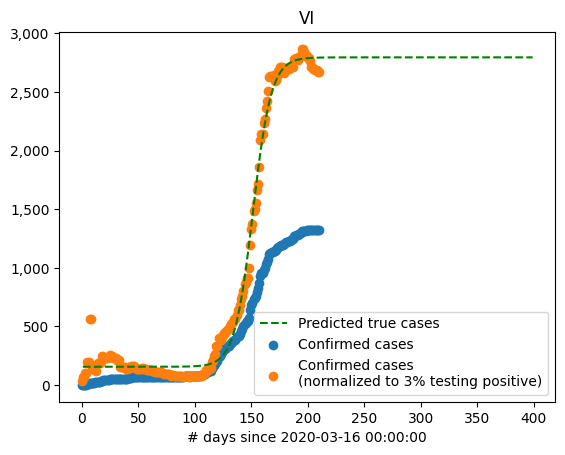 VI
3,000
2,500
2,000
1,500
1,000
500
0
Predicted true cases
Confirmed cases
Confirmed cases
(normalized to 3% testing positive)
0 50 100 150 200 250 300 350 400
# days since 2020-03-16 00:00:00